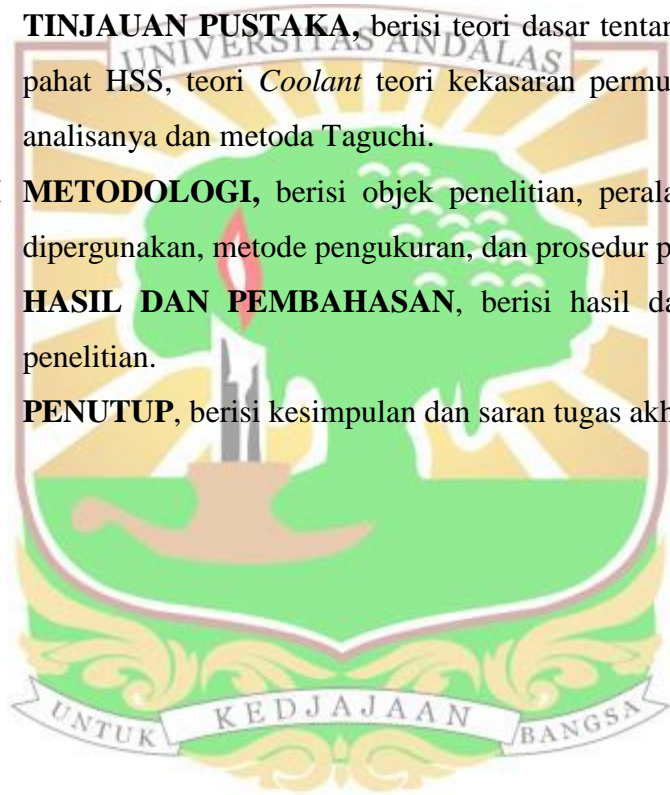 TINJAUAN PUSTAKA, berisi teori dasar tentan
UNIVERSITAS ANDALAS
pahat HSS, teori Coolant teori kekasaran permu
analisanya dan metoda Taguchi.
I METODOLOGI, berisi objek penelitian, perala
dipergunakan, metode pengukuran, dan prosedur p
HASIL DAN PEMBAHASAN, berisi hasil da
penelitian.
PENUTUP, berisi kesimpulan dan saran tugas akh
UNTUK KEDJAJAAN BANGSA